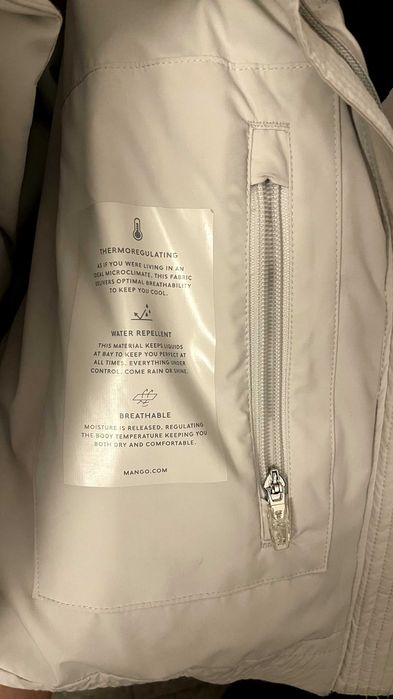 THERMOREGULATING
AS IF YOU WERE LIVING IN AN
IDEAL MICROCLIMATE, THIS FABRIC
DELIVERS OPTIMAL BREATHABILITY
TO KEEP YOU COOL.
WATER REPELLENT
THIS MATERIAL KEEPS LIQUIDS
AT BAY TO KEEP YOU PERFECT AT
ALL TIMES. EVERYTHING UNDER
CONTROL, COME RAIN OR SHINE.
BREATHABLE
MOISTURE IS RELEASED, REGULATING
THE BODY TEMPERATURE KEEPING YOU
BOTH DRY AND COMFORTABLE.
MANGO.COM